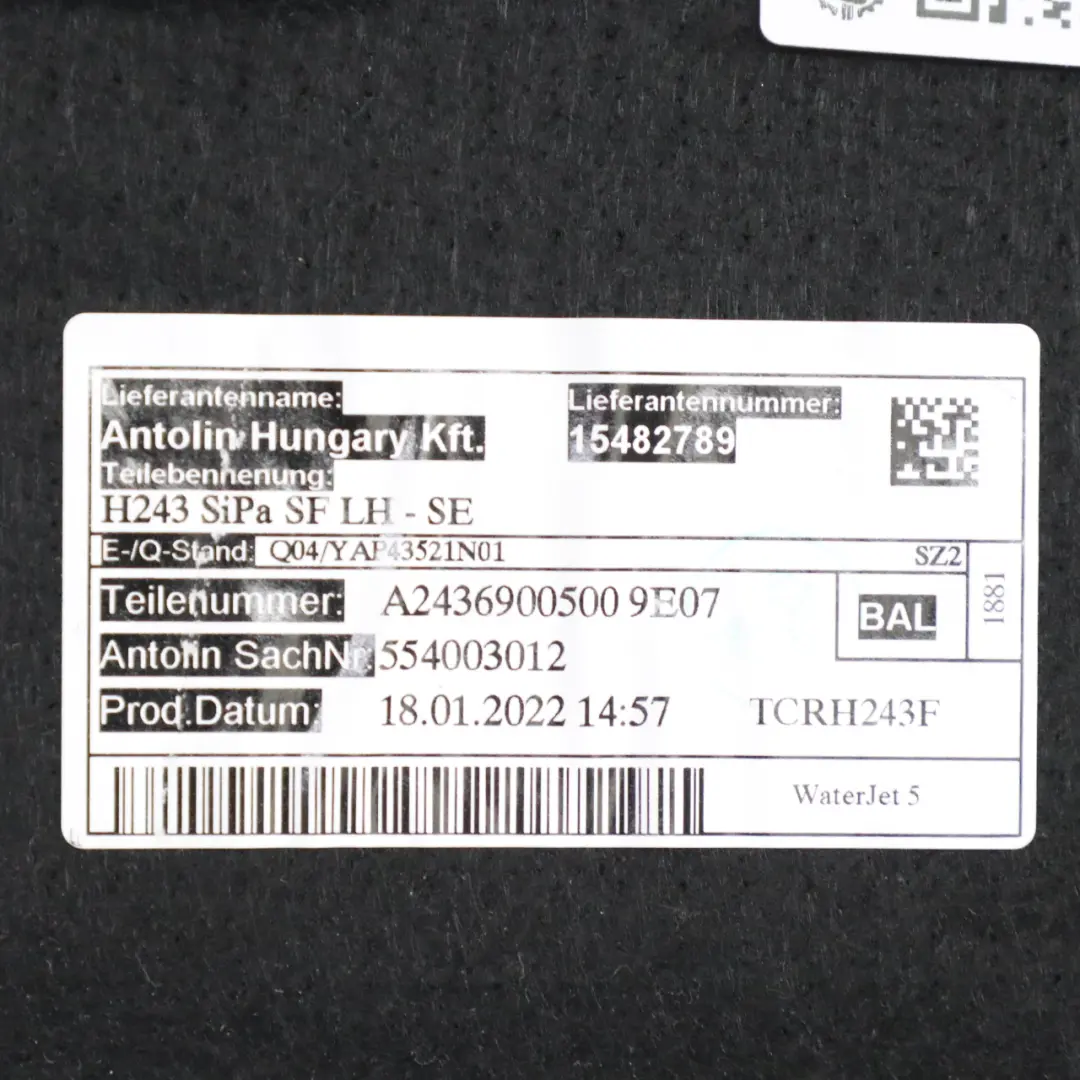 Lieferantenname:
Lieferantennummer:
Antolin Hungary Kft.
15482789
Teilebennenung:
H243 SiPa SF LH - SE
E-/Q-Stand: Q04/YAP43521N01
SZ2
Teilenummer: A2436900500 9E07
BAL
1881
Antolin SachNr.: 554003012
Prod.Datum: 18.01.2022 14:57
TCRH243F
WaterJet 5